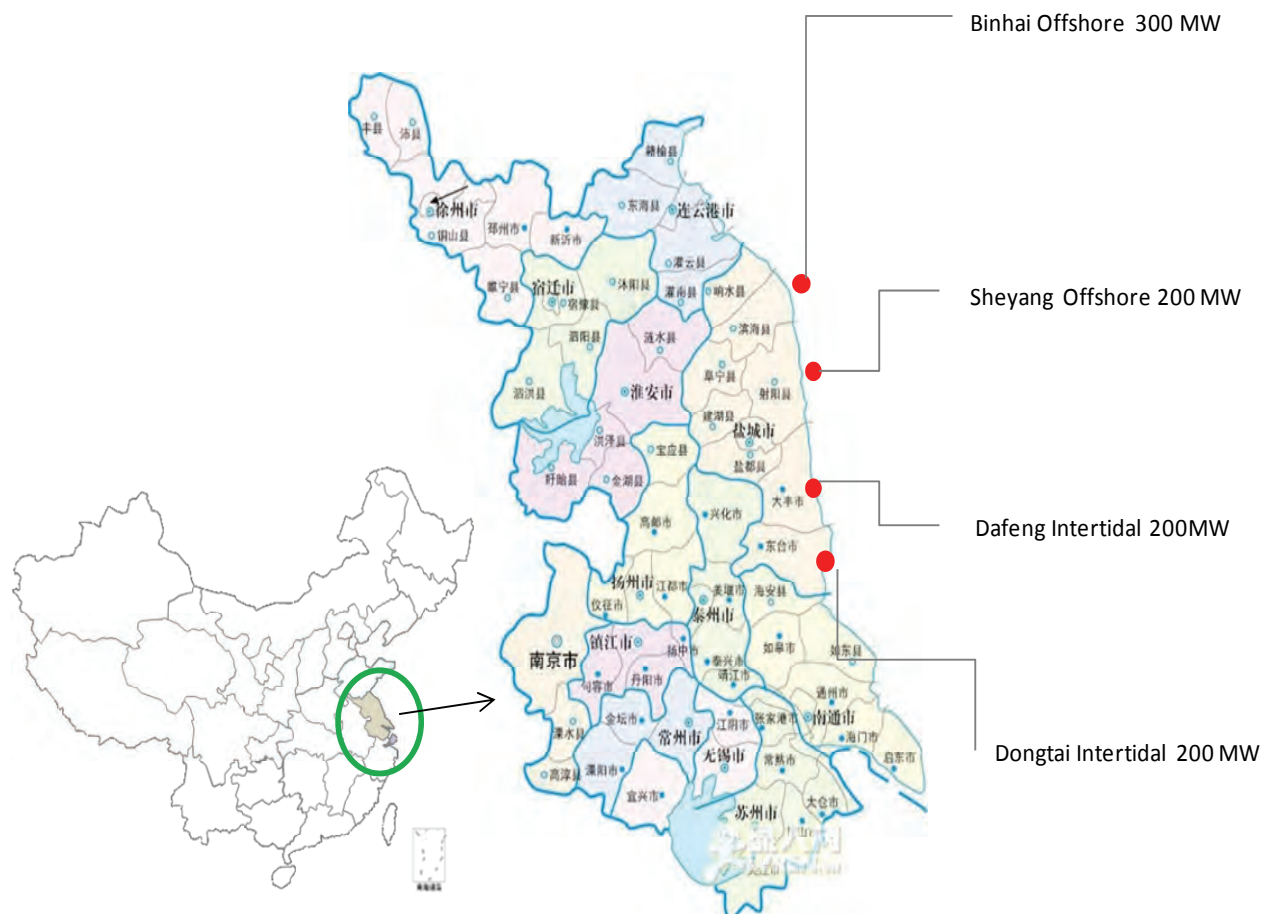 Binhai Offshore 300 MW
Sheyang Offshore 200 MW
Dafeng Intertidal 200MW
Dongtai Intertidal 200 MW
丰县
沛县
赣榆县
徐州市
铜山县
邳州市
新沂市
东海县
连云港市
睢宁县
宿迁市
宿豫县
沭阳县
灌云县
灌南县
响水县
滨海县
泗阳县
涟水县
泗洪县
淮安市
阜宁县
射阳县
建湖县
盐城市
盐都县
洪泽县
宝应县
盱眙县
金湖县
大丰市
兴化市
高邮市
东台市
扬州市
江都市
仪征市
姜堰市
泰州市
海安县
镇江市
扬中市
如皋市
如东县
南京市
泰兴市
靖江市
句容市
丹阳市
通州市
金坛市
常州市
江阴市
张家港市
南通市
海门市
溧水县
无锡市
常熟市
启东市
高淳县
溧阳市
宜兴市
太仓市
苏州市